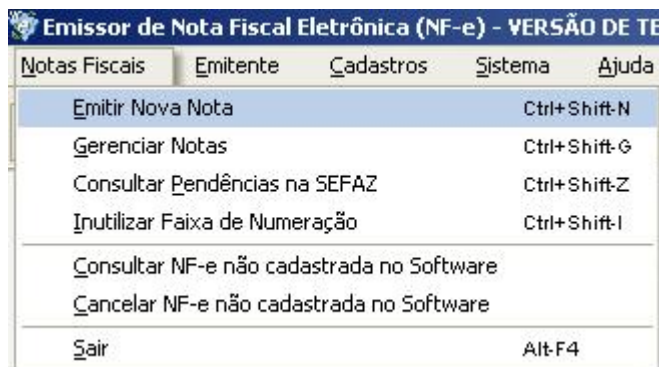 Emissor de Nota Fiscal Eletrônica (NF-e) - VERSÃO DE TE
Notas Fiscais Emitente Cadastros Sistema Ajuda
Emitir Nova Nota Ctrl+Shift-N
Gerenciar Notas Ctrl+Shift-G
Consultar Pendências na SEFAZ Ctrl+Shift-Z
Inutilizar Faixa de Numeração Ctrl+Shift-I
Consultar NF-e não cadastrada no Software
Cancelar NF-e não cadastrada no Software
Sair Alt-F4